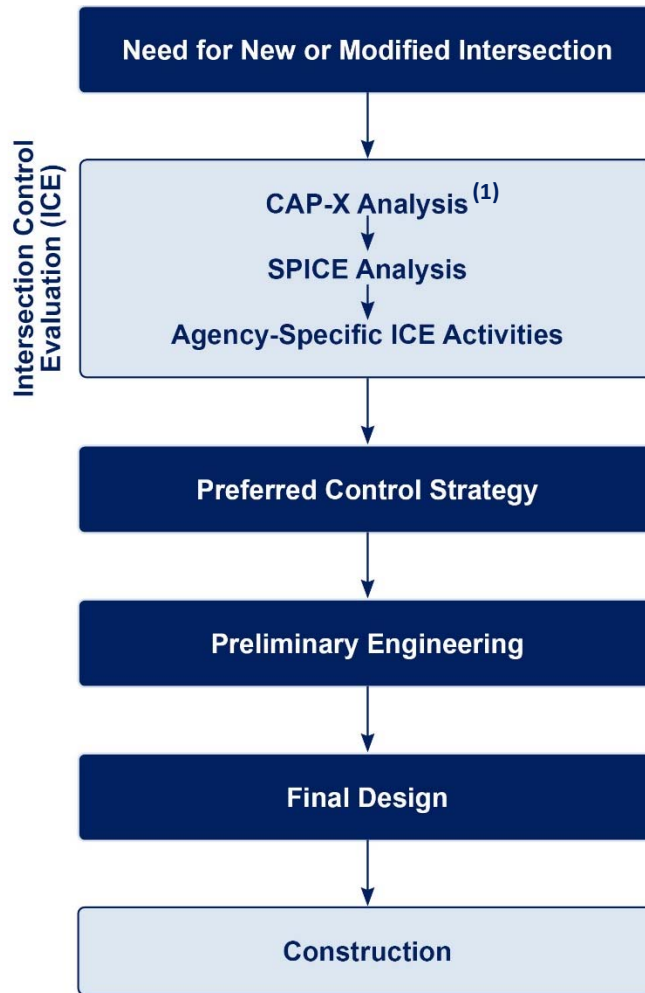 Need for New or Modified Intersection
Intersection Control
Evaluation (ICE)
CAP-X Analysis(1)
SPICE Analysis
Agency-Specific ICE Activities
Preferred Control Strategy
Preliminary Engineering
Final Design
Construction